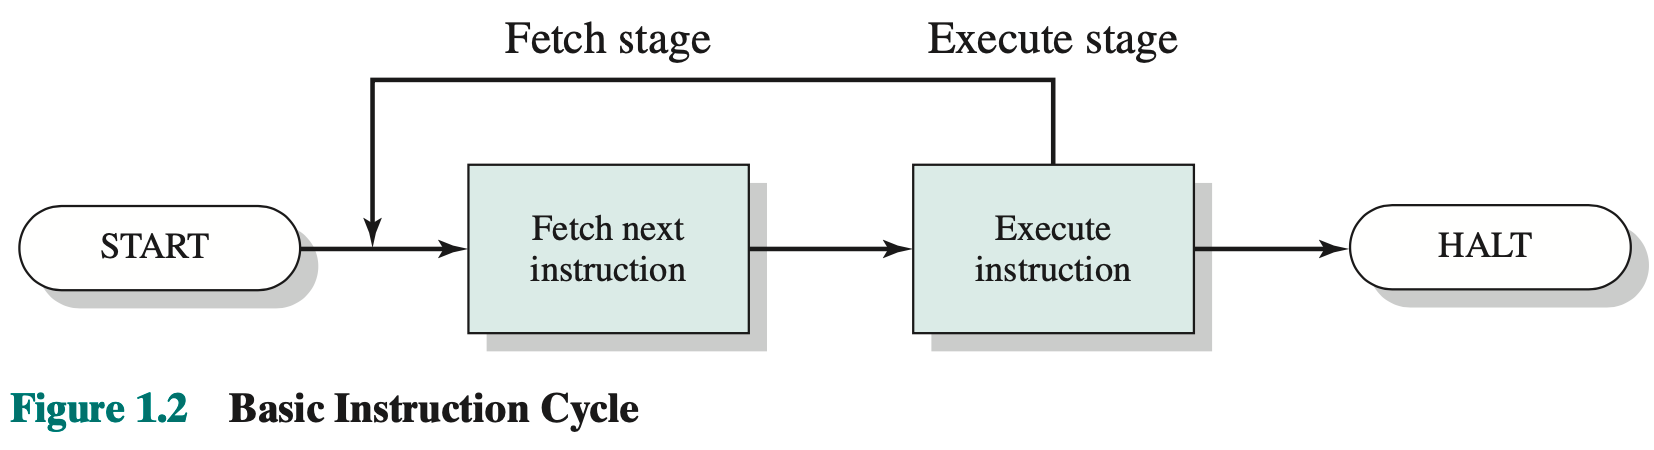 Fetch stage
Execute stage
START
Fetch next
instruction
Execute
instruction
HALT
Figure 1.2 Basic Instruction Cycle